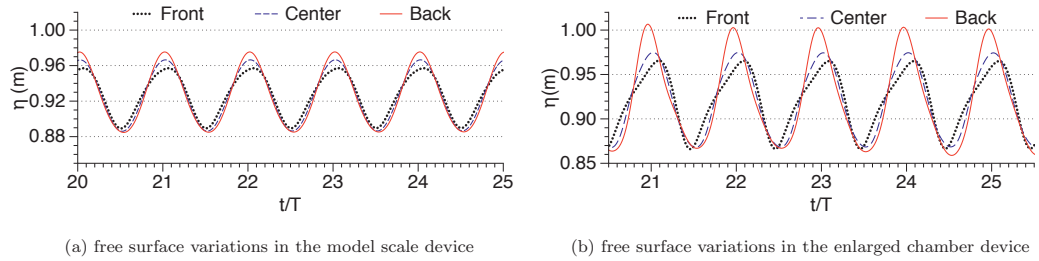 Front Center Back
1.00
0.96
0.92
0.88
η (m)
20 21 22 23 24 25
t/T
(a) free surface variations in the model scale device
Front Center Back
1.00
0.95
0.90
0.85
η(m)
21 22 23 24 25
t/T
(b) free surface variations in the enlarged chamber device